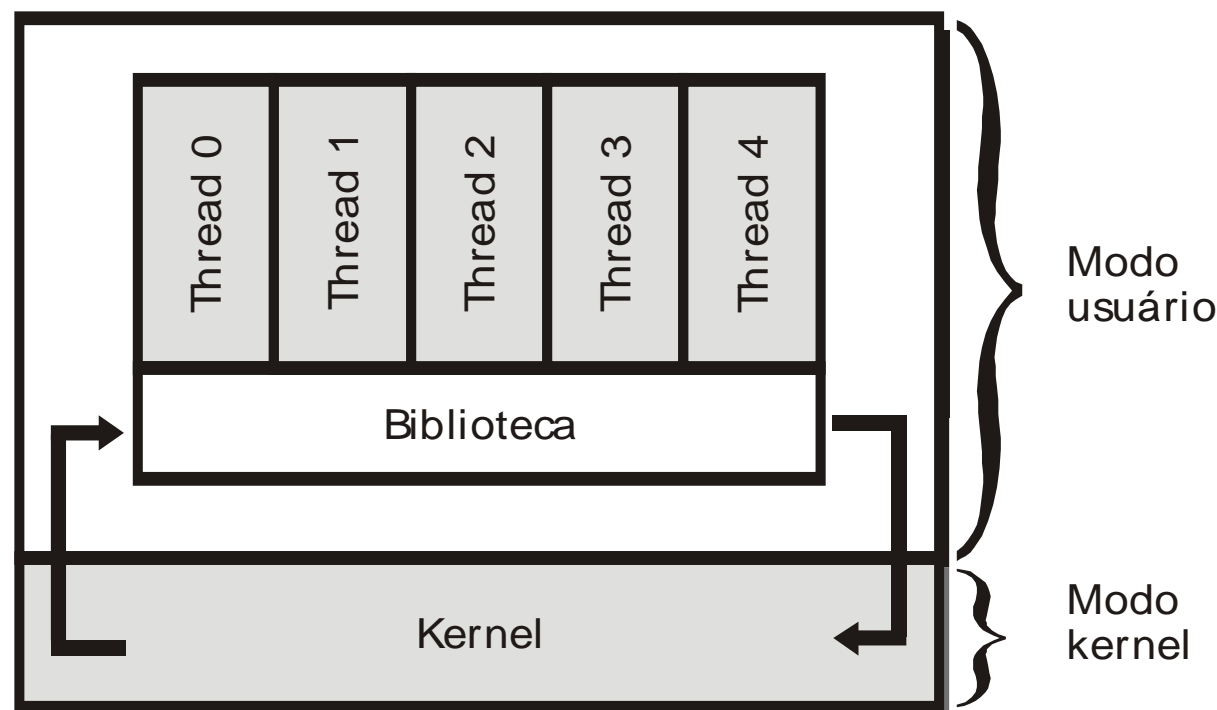 Thread 0
Thread 1
Thread 2
Thread 3
Thread 4
Biblioteca
Modo
usuário
Kernel
Modo
kernel